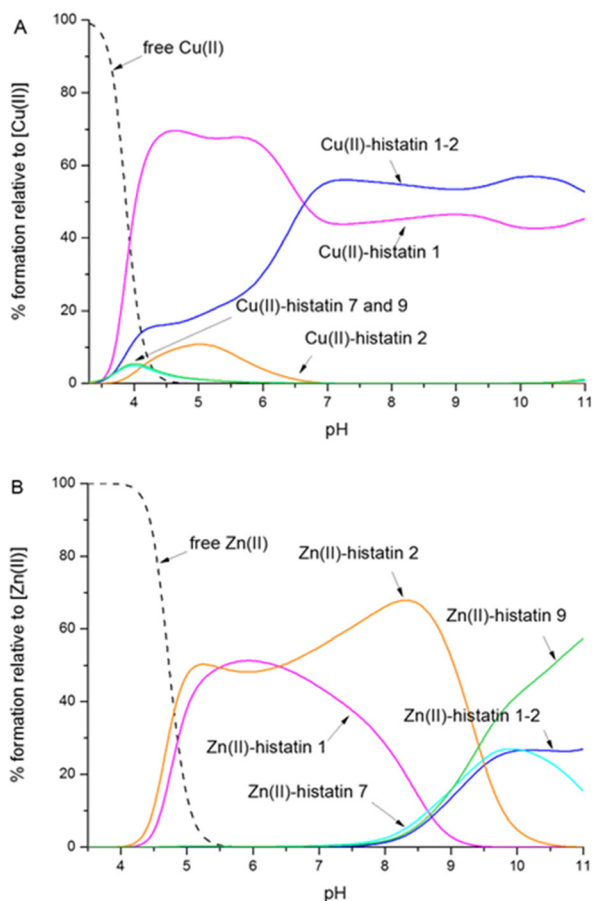 A
100
80
60
40
20
0
% formation relative to [Cu(II)]
free Cu(II)
Cu(II)-histatin 1-2
Cu(II)-histatin 1
Cu(II)-histatin 7 and 9
Cu(II)-histatin 2
4 5 6 7 8 9 10 11
pH
B
100
80
60
40
20
0
% formation relative to [Zn(II)]
free Zn(II)
Zn(II)-histatin 2
Zn(II)-histatin 9
Zn(II)-histatin 1-2
Zn(II)-histatin 1
Zn(II)-histatin 7
4 5 6 7 8 9 10 11
pH